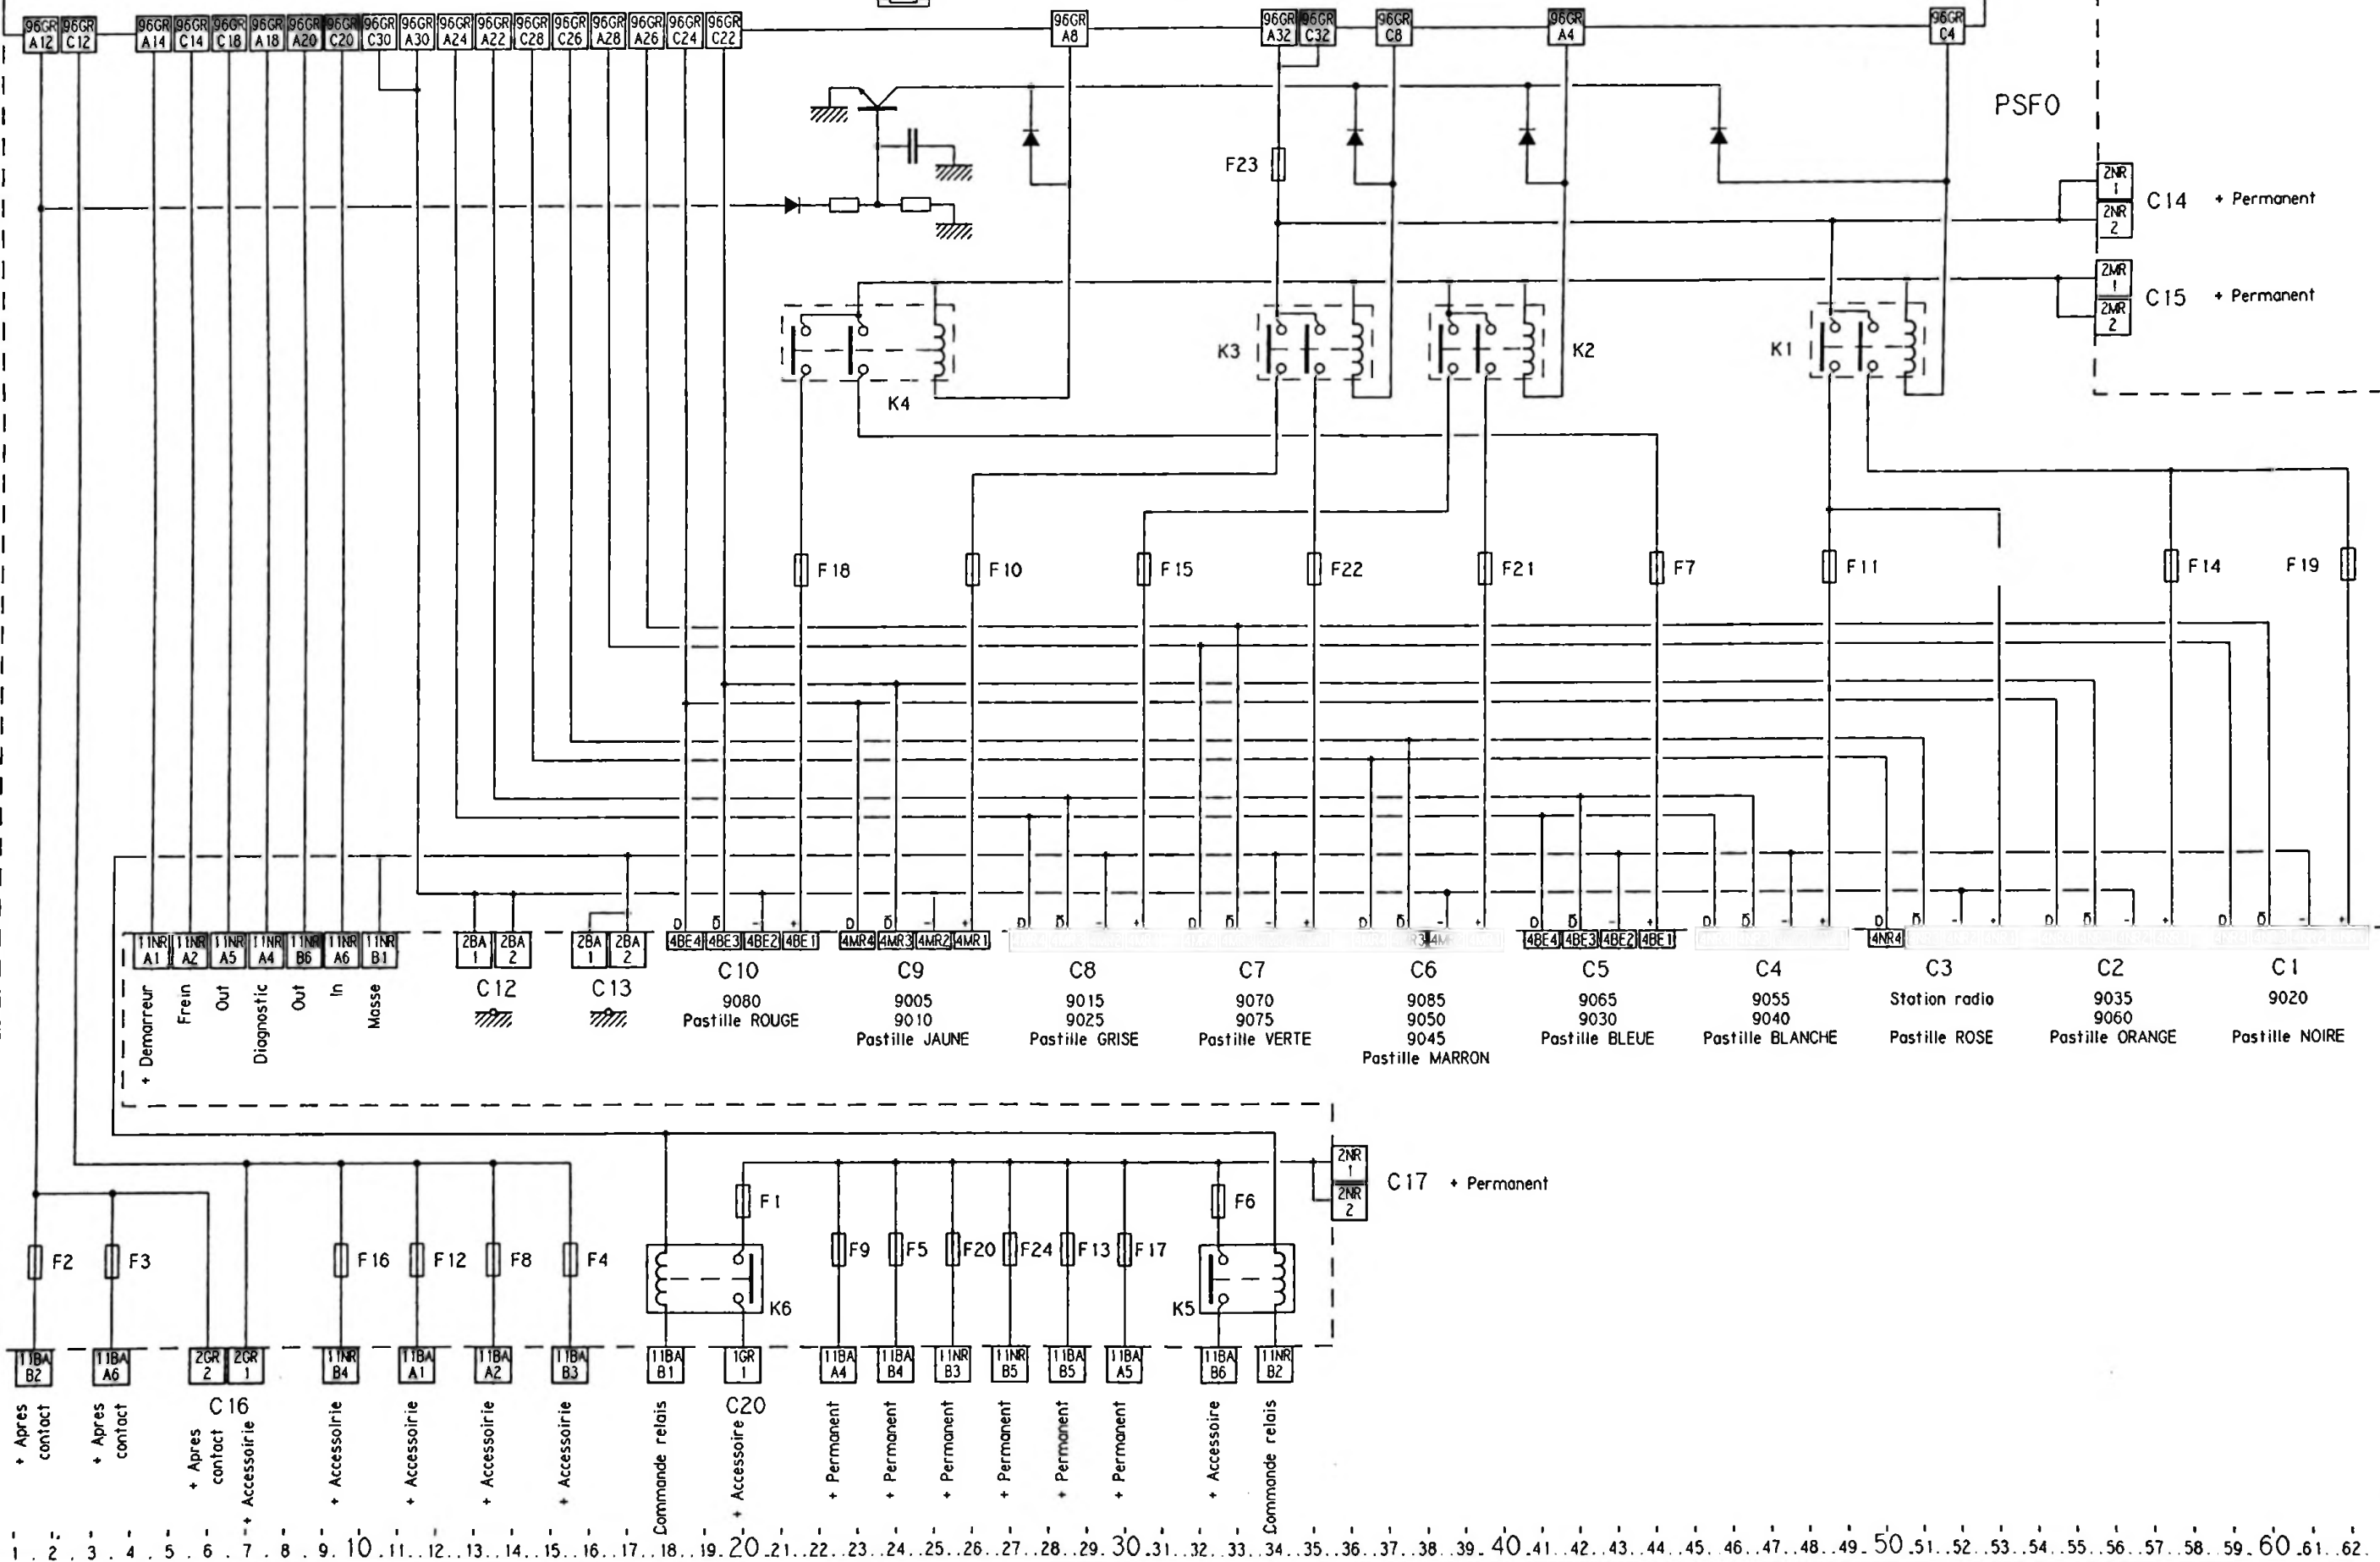 96GR A12
96GR C12
96GR A14
96GR C14
96GR C18
96GR A18
96GR A20
96GR C20
96GR C30
96GR A30
96GR A24
96GR A22
96GR C28
96GR C26
96GR A28
96GR A26
96GR C24
96GR C22
96GR A8
96GR A32
96GR C32
96GR C8
96GR A4
96GR C4
PSF0
F23
2NR 1
2NR 2
C14 + Permanent
2MR 1
2MR 2
C15 + Permanent
K4
K3
K2
K1
F18
F10
F15
F22
F21
F7
F11
F14
F19
D D - +
D D - +
D D - +
D D - +
D D - +
D D - +
D D - +
D D - +
D D - +
D D - +
11NR A1
11NR A2
11NR A5
11NR A4
11NR B6
11NR A6
11NR B1
2BA 1
2BA 2
2BA 1
2BA 2
4BE4 4BE3 4BE2 4BE1
4MR4 4MR3 4MR2 4MR1
4BE4 4BE3 4BE2 4BE1
4NR4
+ Demarreur
Frein
Out
Diagnostic
Out
In
Masse
C12
C13
C10
9080
Pastille ROUGE
C9
9005
9010
Pastille JAUNE
C8
9015
9025
Pastille GRISE
C7
9070
9075
Pastille VERTE
C6
9085
9050
9045
Pastille MARRON
C5
9065
9030
Pastille BLEUE
C4
9055
9040
Pastille BLANCHE
C3
Station radio
Pastille ROSE
C2
9035
9060
Pastille ORANGE
C1
9020
Pastille NOIRE
2NR 1
2NR 2
C17 + Permanent
F1
F6
F2
F3
F16
F12
F8
F4
F9
F5
F20
F24
F13
F17
K6
K5
11BA B2
11BA A6
2GR 2
2GR 1
11NR B4
11BA A1
11BA A2
11BA B3
11BA B1
1GR 1
11BA A4
11BA B4
11NR B3
11NR B5
11BA B5
11BA A5
11BA B6
11NR B2
C16
C20
+ Apres contact
+ Apres contact
+ Apres contact
+ Accessoirie
+ Accessoirie
+ Accessoirie
+ Accessoirie
+ Accessoirie
Commande relais
+ Accessoire
+ Permanent
+ Permanent
+ Permanent
+ Permanent
+ Permanent
+ Permanent
+ Accessoire
Commande relais
1 . 2 . 3 . 4 . 5 . 6 . 7 . 8 . 9 . 10 . 11 . 12 . 13 . 14 . 15 . 16 . 17 . 18 . 19 . 20 . 21 . 22 . 23 . 24 . 25 . 26 . 27 . 28 . 29 . 30 . 31 . 32 . 33 . 34 . 35 . 36 . 37 . 38 . 39 . 40 . 41 . 42 . 43 . 44 . 45 . 46 . 47 . 48 . 49 . 50 . 51 . 52 . 53 . 54 . 55 . 56 . 57 . 58 . 59 . 60 . 61 . 62